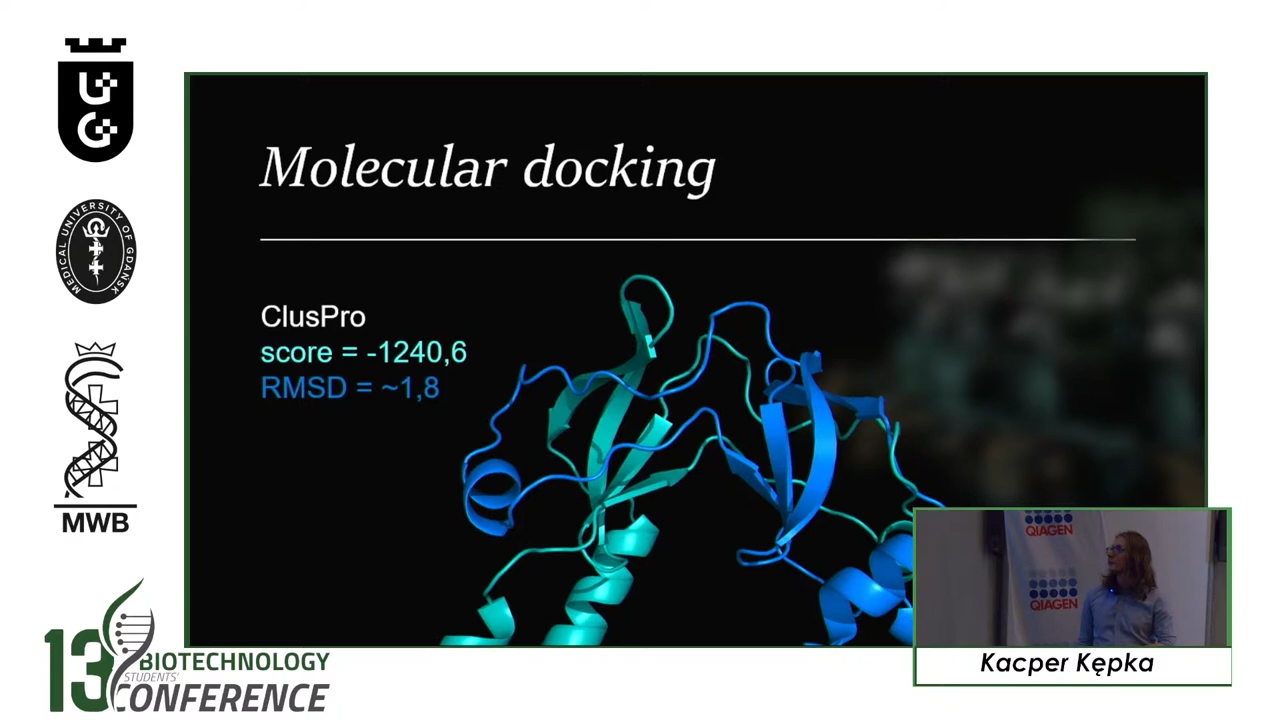 UG
MEDICAL UNIVERSITY OF GDAŃSK
MWB
13 BIOTECHNOLOGY
STUDENTS'
CONFERENCE
Molecular docking
ClusPro
score = -1240,6
RMSD = ~1,8
QIAGEN
QIAGEN
Kacper Kępka